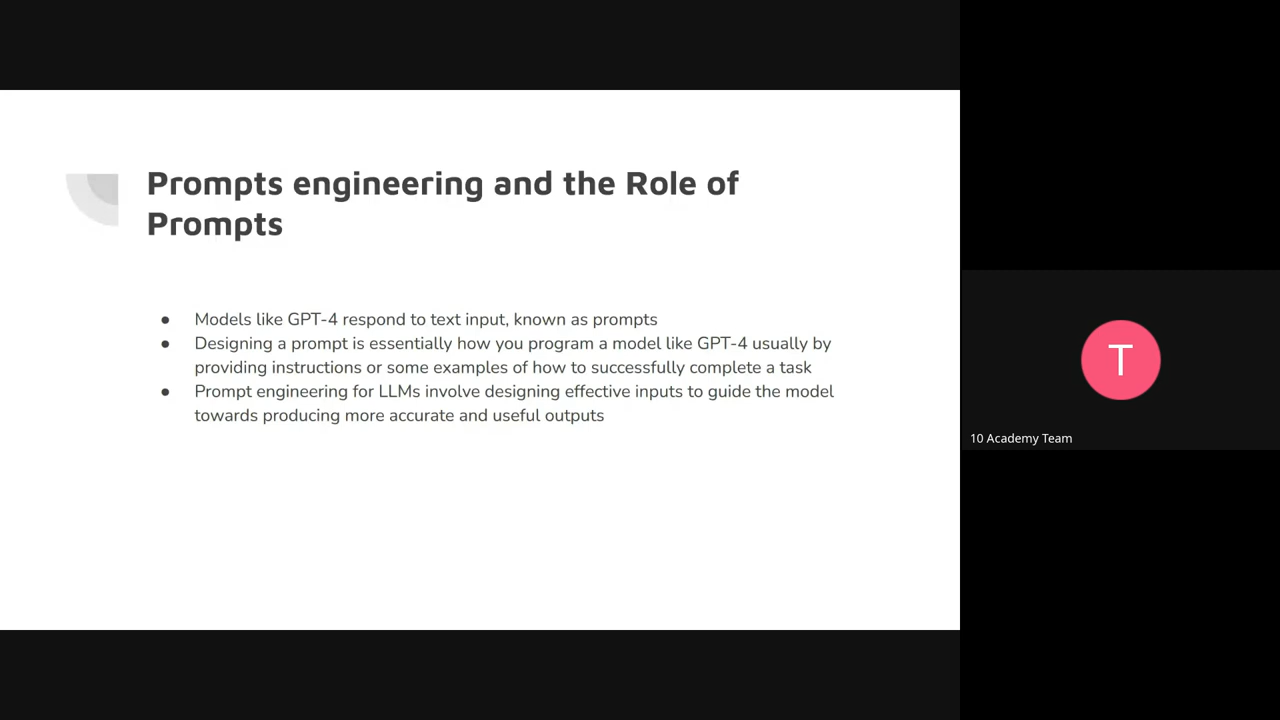 Prompts engineering and the Role of
Prompts
● Models like GPT-4 respond to text input, known as prompts
● Designing a prompt is essentially how you program a model like GPT-4 usually by
providing instructions or some examples of how to successfully complete a task
● Prompt engineering for LLMs involve designing effective inputs to guide the model
towards producing more accurate and useful outputs
T
10 Academy Team